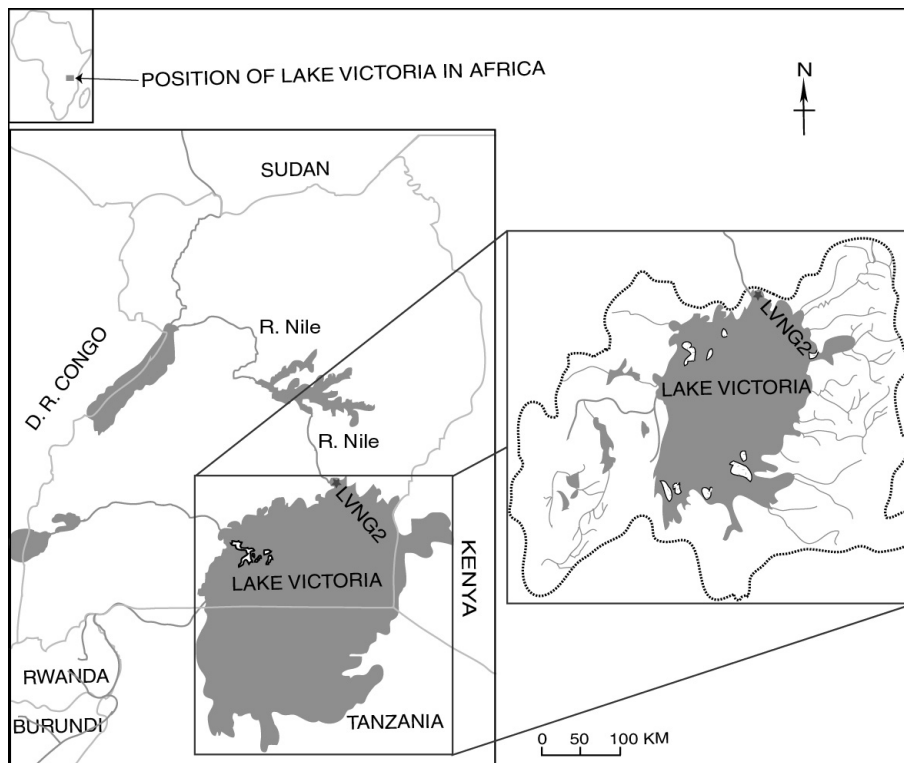 POSITION OF LAKE VICTORIA IN AFRICA
N
SUDAN
D. R. CONGO
R. Nile
R. Nile
LVNG2
LAKE VICTORIA
KENYA
RWANDA
BURUNDI
TANZANIA
LVNG2
LAKE VICTORIA
0 50 100 KM